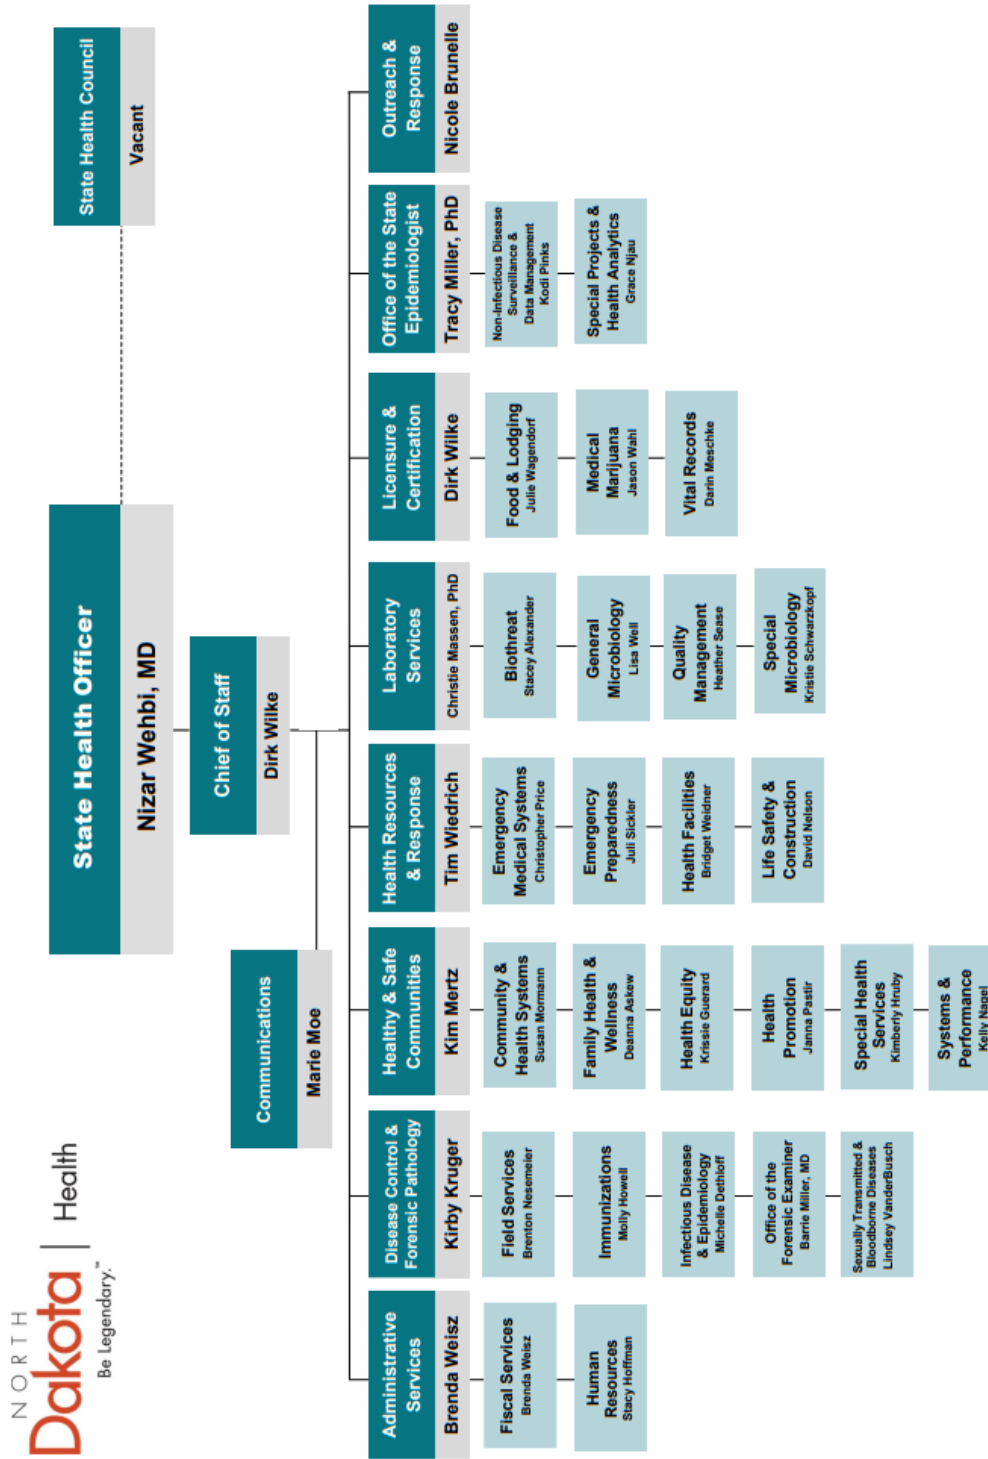 NORTH
Dakota | Health
Be Legendary.™
State Health Officer
Nizar Wehbi, MD
State Health Council
Vacant
Chief of Staff
Dirk Wilke
Communications
Marie Moe
Administrative
Services
Brenda Weisz
Fiscal Services
Brenda Weisz
Human
Resources
Stacy Hoffman
Disease Control &
Forensic Pathology
Kirby Kruger
Field Services
Brenton Nesemeier
Immunizations
Molly Howell
Infectious Disease
& Epidemiology
Michelle Dethloff
Office of the
Forensic Examiner
Barrie Miller, MD
Sexually Transmitted &
Bloodborne Diseases
Lindsey VanderBusch
Healthy & Safe
Communities
Kim Mertz
Community &
Health Systems
Susan Mormann
Family Health &
Wellness
Deanna Askew
Health Equity
Krissie Guerard
Health
Promotion
Janna Pastir
Special Health
Services
Kimberly Hruby
Systems &
Performance
Kelly Nagel
Health Resources
& Response
Tim Wiedrich
Emergency
Medical Systems
Christopher Price
Emergency
Preparedness
Juli Sickler
Health Facilities
Bridget Weidner
Life Safety &
Construction
David Nelson
Laboratory
Services
Christie Massen, PhD
Biothreat
Stacey Alexander
General
Microbiology
Lisa Well
Quality
Management
Heather Sease
Special
Microbiology
Kristie Schwarzkopf
Licensure &
Certification
Dirk Wilke
Food & Lodging
Julie Wagendorf
Medical
Marijuana
Jason Wahl
Vital Records
Darin Meschke
Office of the State
Epidemiologist
Tracy Miller, PhD
Non-Infectious Disease
Surveillance &
Data Management
Kodi Pinks
Special Projects &
Health Analytics
Grace Njau
Outreach &
Response
Nicole Brunelle